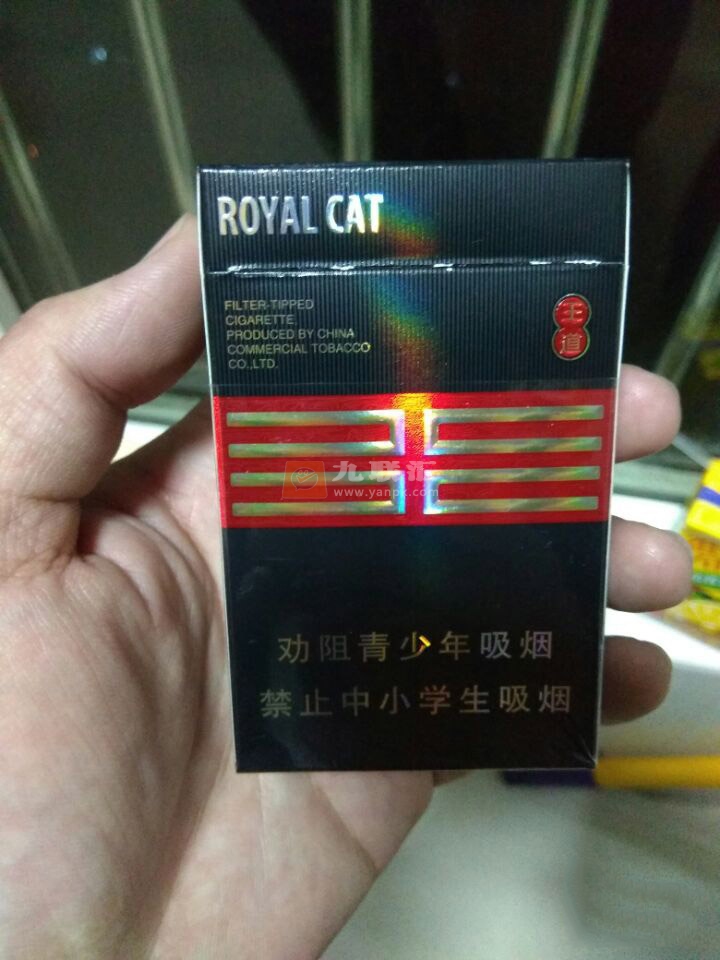 ROYAL CAT
FILTER-TIPPED
CIGARETTE
PRODUCED BY CHINA
COMMERCIAL TOBACCO
CO.,LTD.
王
道
九联汇
www.yanpk.com
劝阻青少年吸烟
禁止中小学生吸烟